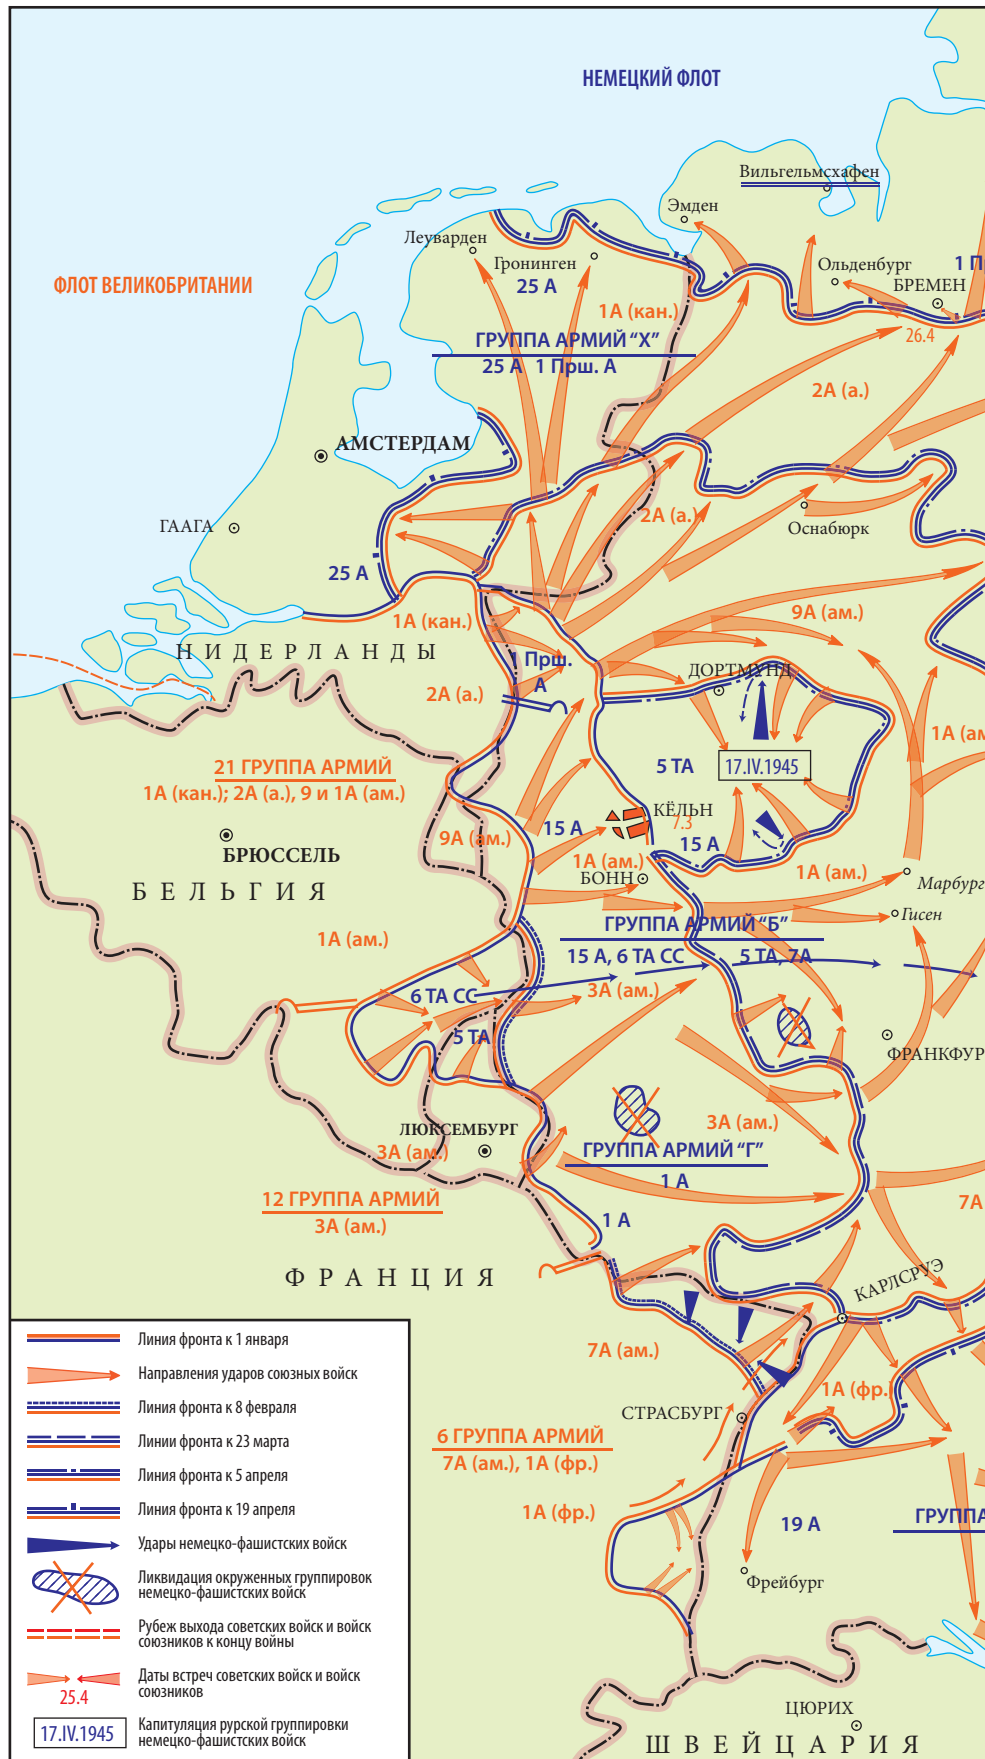 НЕМЕЦКИЙ ФЛОТ
Вильгельмсхафен
Эмден
Леуварден
Гронинген
25 А
Ольденбург
1 П
БРЕМЕН
26.4
ФЛОТ ВЕЛИКОБРИТАНИИ
1А (кан.)
ГРУППА АРМИЙ “Х”
25 А 1 Прш. А
2А (а.)
АМСТЕРДАМ
ГААГА
2А (а.)
Оснабюрк
25 А
1А (кан.)
9А (ам.)
НИДЕРЛАНДЫ
1 Прш.
А
2А (а.)
ДОРТМУНД
1А (ам
21 ГРУППА АРМИЙ
1А (кан.); 2А (а.), 9 и 1А (ам.)
5 ТА
17.IV.1945
КЁЛЬН
7.3
БРЮССЕЛЬ
9А (ам.)
15 А
15 А
1А (ам.)
БОНН
1А (ам.)
Марбург
БЕЛЬГИЯ
Гисен
1А (ам.)
ГРУППА АРМИЙ “Б”
15 А, 6 ТА СС
5 ТА, 7А
6 ТА СС
3А (ам.)
5 ТА
ФРАНКФУР
ЛЮКСЕМБУРГ
3А (ам.)
3А (ам.)
ГРУППА АРМИЙ “Г”
1 А
12 ГРУППА АРМИЙ
3А (ам.)
7А
1 А
ФРАНЦИЯ
КАРЛСРУЭ
7А (ам.)
1А (фр.)
СТРАСБУРГ
6 ГРУППА АРМИЙ
7А (ам.), 1А (фр.)
1А (фр.)
19 А
ГРУППА
Фрейбург
ЦЮРИХ
ШВЕЙЦАРИЯ
Линия фронта к 1 января
Направления ударов союзных войск
Линия фронта к 8 февраля
Линии фронта к 23 марта
Линия фронта к 5 апреля
Линия фронта к 19 апреля
Удары немецко-фашистских войск
Ликвидация окруженных группировок
немецко-фашистских войск
Рубеж выхода советских войск и войск
союзников к концу войны
Даты встреч советских войск и войск
союзников
25.4
17.IV.1945
Капитуляция рурской группировки
немецко-фашистских войск